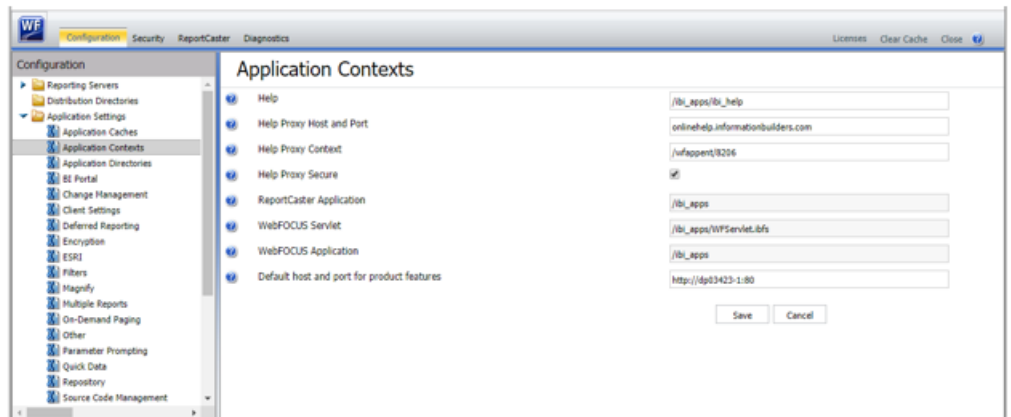 WF
Configuration Security ReportCaster Diagnostics
Licenses Clear Cache Close
Configuration
Reporting Servers
Distribution Directories
Application Settings
Application Caches
Application Contexts
Application Directories
BI Portal
Change Management
Client Settings
Deferred Reporting
Encryption
ESRI
Filters
Magnify
Multiple Reports
On-Demand Paging
Other
Parameter Prompting
Quick Data
Repository
Source Code Management
Application Contexts
Help /ibi_apps/ibi_help
Help Proxy Host and Port onlinehelp.informationbuilders.com
Help Proxy Context /wfappent/8206
Help Proxy Secure
ReportCaster Application /ibi_apps
WebFOCUS Servlet /ibi_apps/WFServlet.ibfs
WebFOCUS Application /ibi_apps
Default host and port for product features http://dp03423-1:80
Save Cancel